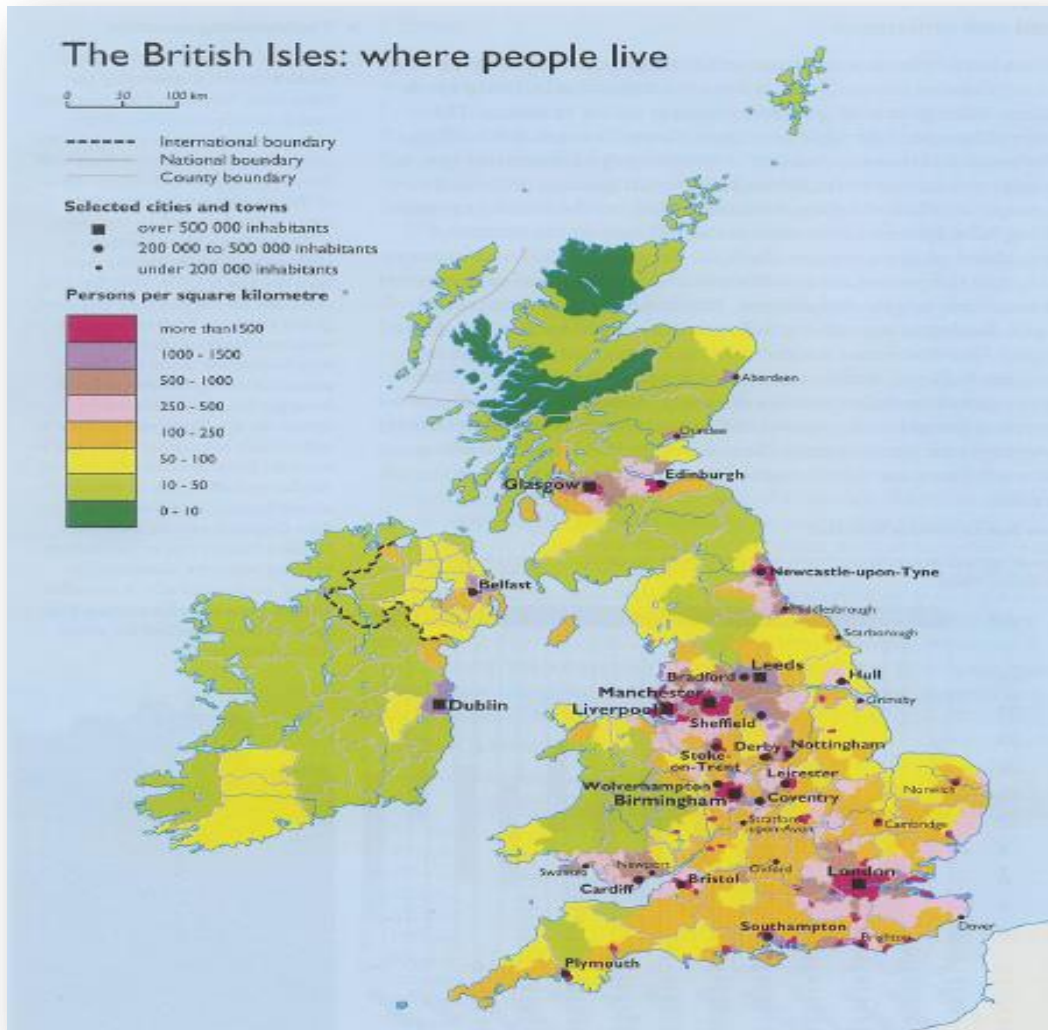 The British Isles: where people live
0 50 100 km
International boundary
National boundary
County boundary
Selected cities and towns
over 500 000 inhabitants
200 000 to 500 000 inhabitants
under 200 000 inhabitants
Persons per square kilometre
more than1500
1000 - 1500
500 - 1000
250 - 500
100 - 250
50 - 100
10 - 50
0 - 10
Aberdeen
Dundee
Edinburgh
Glasgow
Newcastle-upon-Tyne
Belfast
Middlesbrough
Scarborough
Leeds
Bradford
Hull
Manchester
Dublin
Liverpool
Grimsby
Sheffield
Derby
Nottingham
Stoke-
on-Trent
Leicester
Wolverhampton
Norwich
Birmingham
Coventry
Stratford-
upon-Avon
Cambridge
Newport
Oxford
Swansea
London
Cardiff
Bristol
Southampton
Brighton
Dover
Plymouth